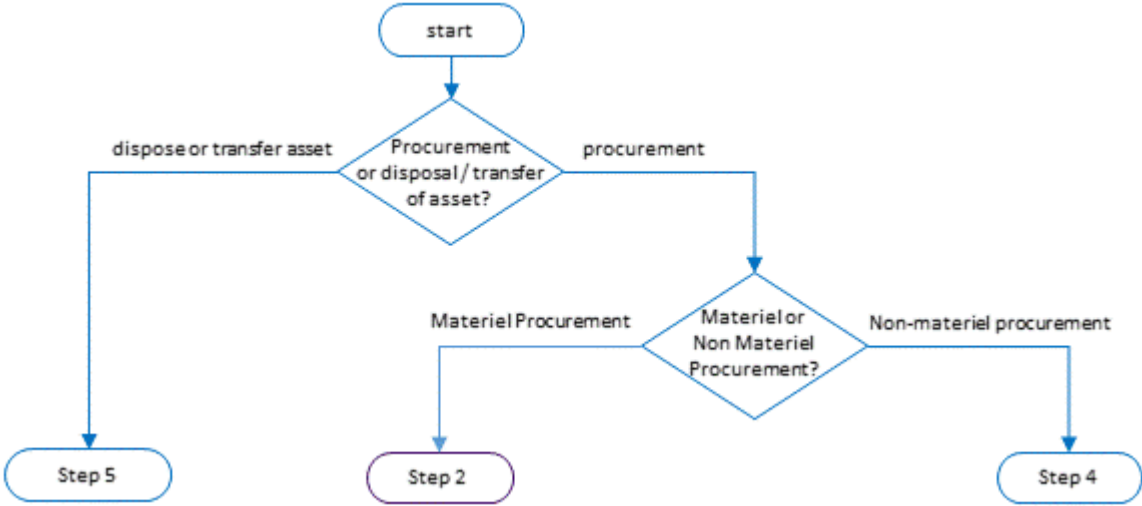 start
dispose or transfer asset
Procurement
or disposal / transfer
of asset?
procurement
Materiel Procurement
Materiel or
Non Materiel
Procurement?
Non-materiel procurement
Step 5
Step 2
Step 4